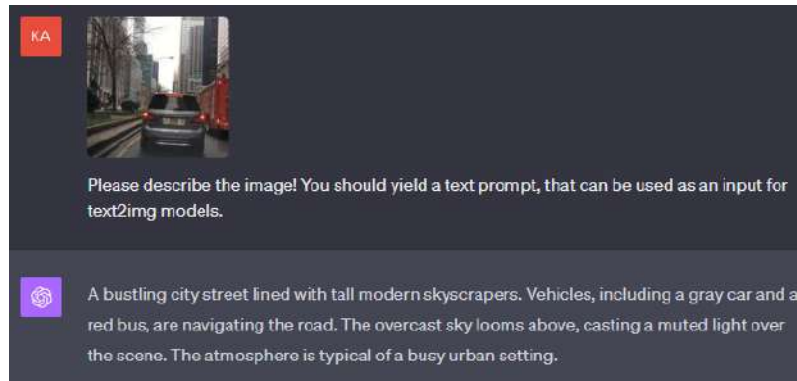 KA
Please describe the image! You should yield a text prompt, that can be used as an input for
text2img models.
A bustling city street lined with tall modern skyscrapers. Vehicles, including a gray car and a
red bus, are navigating the road. The overcast sky looms above, casting a muted light over
the scene. The atmosphere is typical of a busy urban setting.